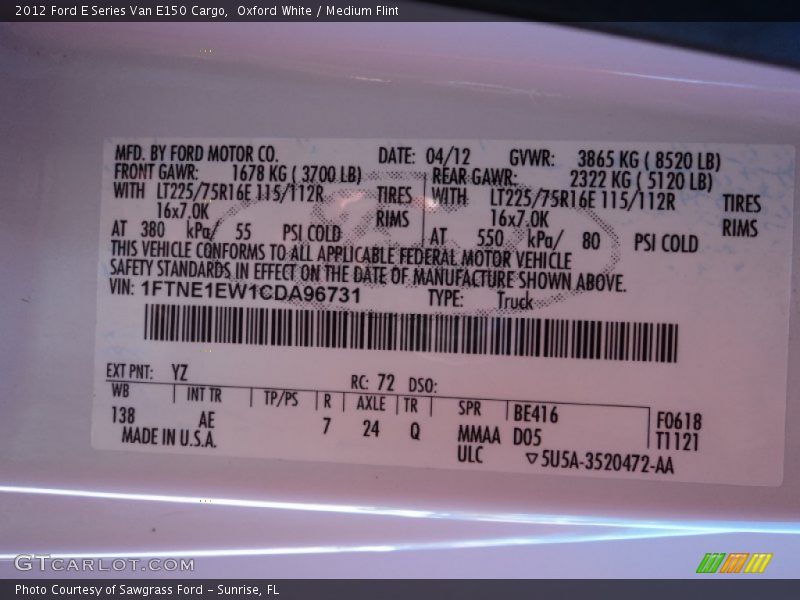 2012 Ford E Series Van E150 Cargo,  Oxford White / Medium Flint
MFD. BY FORD MOTOR CO. DATE: 04/12 GVWR: 3865 KG ( 8520 LB)
FRONT GAWR: 1678 KG ( 3700 LB) REAR GAWR: 2322 KG ( 5120 LB)
WITH LT225/75R16E 115/112R TIRES WITH LT225/75R16E 115/112R TIRES
16x7.0K RIMS 16x7.0K RIMS
AT 380 kPa/ 55 PSI COLD AT 550 kPa/ 80 PSI COLD
THIS VEHICLE CONFORMS TO ALL APPLICABLE FEDERAL MOTOR VEHICLE
SAFETY STANDARDS IN EFFECT ON THE DATE OF MANUFACTURE SHOWN ABOVE.
VIN: 1FTNE1EW1CDA96731 TYPE: Truck
EXT PNT: YZ RC: 72 DSO:
WB INT TR TP/PS R AXLE TR SPR BE416 F0618
138 AE 7 24 Q MMAA D05 T1121
MADE IN U.S.A. ULC ▽5U5A-3520472-AA
GTCARLOT.COM
Photo Courtesy of Sawgrass Ford - Sunrise, FL